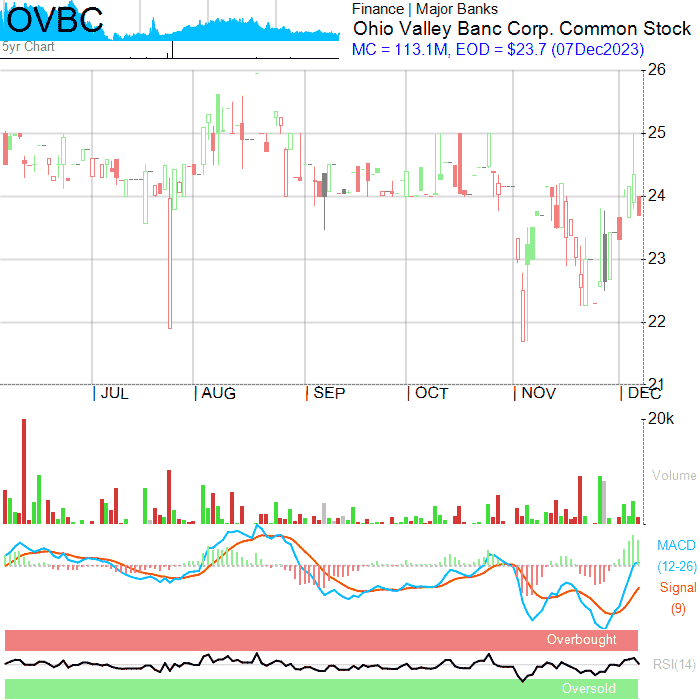 OVBC
5yr Chart
Finance | Major Banks
Ohio Valley Banc Corp. Common Stock
MC = 113.1M, EOD = $23.7 (07Dec2023)
26
25
24
23
22
21
| JUL | AUG | SEP | OCT | NOV | DEC
20k
Volume
MACD
(12-26)
Signal
(9)
Overbought
RSI(14)
Oversold